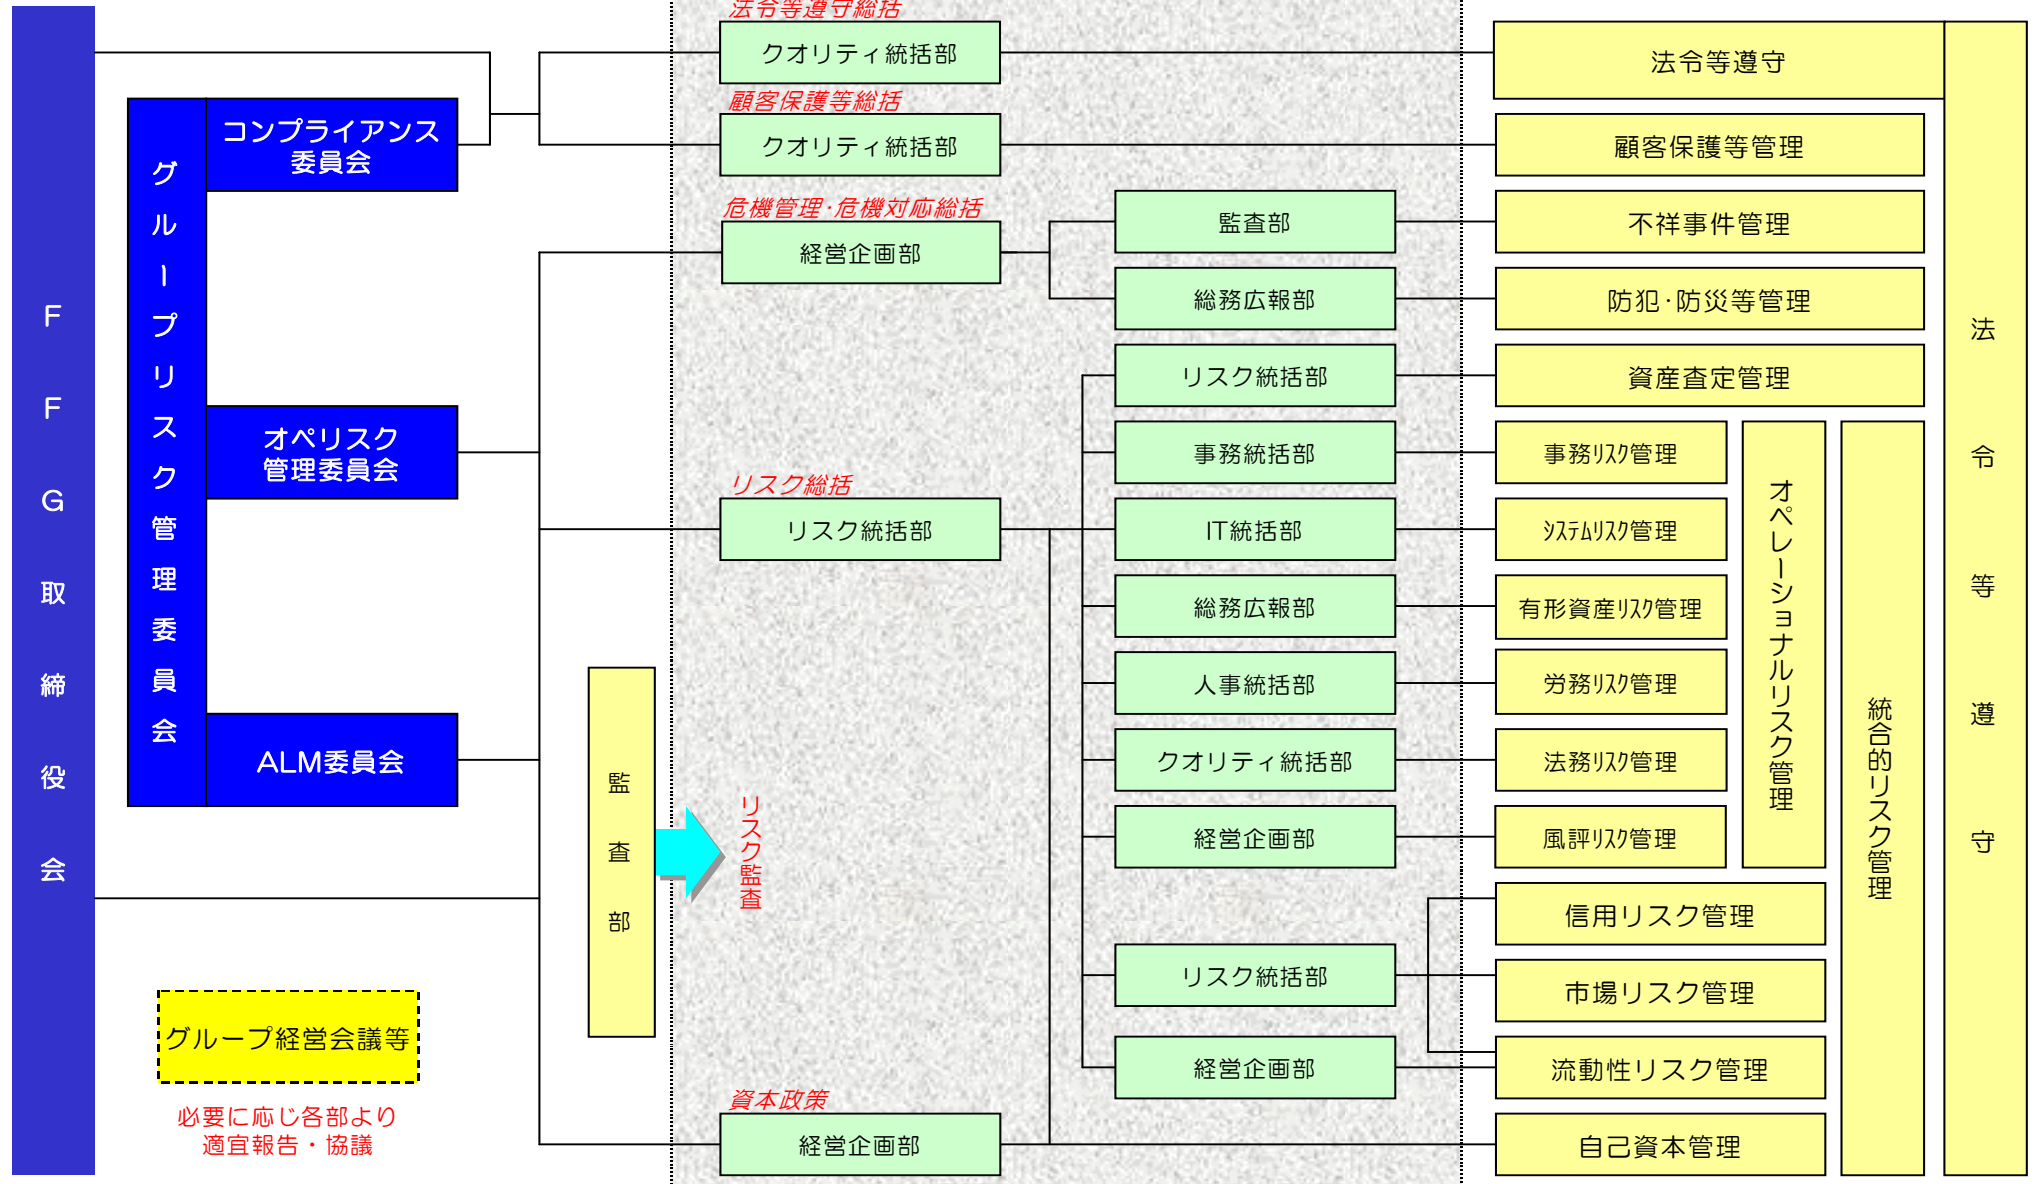 FFG取締役会
グループリスク管理委員会
コンプライアンス
委員会
オペリスク
管理委員会
ALM委員会
グループ経営会議等
必要に応じ各部より
適宜報告・協議
監査部
リスク監査
法令等遵守総括
クオリティ統括部
顧客保護等総括
クオリティ統括部
危機管理・危機対応総括
経営企画部
リスク総括
リスク統括部
資本政策
経営企画部
監査部
総務広報部
リスク統括部
事務統括部
IT統括部
総務広報部
人事統括部
クオリティ統括部
経営企画部
リスク統括部
経営企画部
法令等遵守
顧客保護等管理
不祥事件管理
防犯・防災等管理
資産査定管理
事務ﾘｽｸ管理
ｼｽﾃﾑﾘｽｸ管理
有形資産ﾘｽｸ管理
労務ﾘｽｸ管理
法務ﾘｽｸ管理
風評ﾘｽｸ管理
信用リスク管理
市場リスク管理
流動性リスク管理
自己資本管理
オペレーショナルリスク管理
統合的リスク管理
法令等遵守